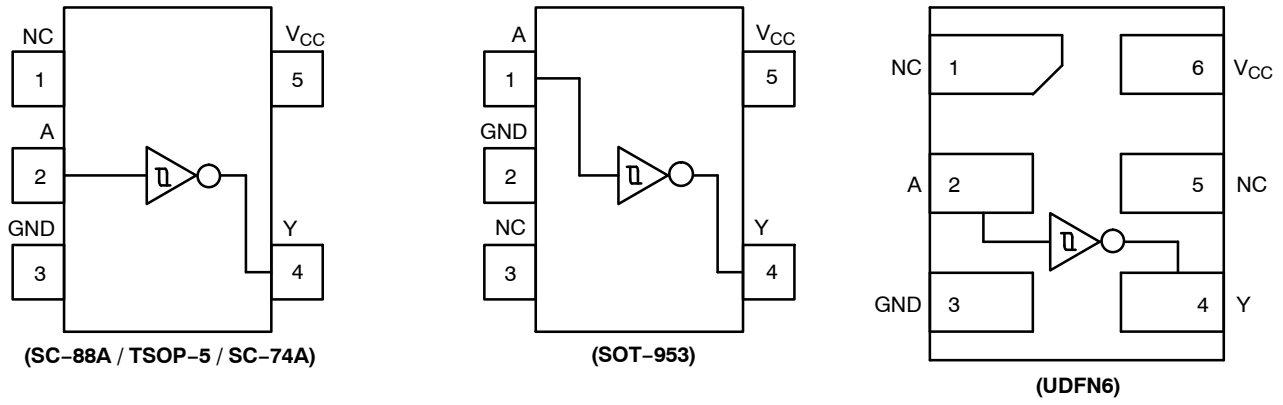 NC
1
A
2
GND
3
VCC
5
Y
4
(SC–88A / TSOP–5 / SC–74A)
A
1
GND
2
NC
3
VCC
5
Y
4
(SOT–953)
NC 1
6 VCC
A 2
5 NC
GND 3
4 Y
(UDFN6)